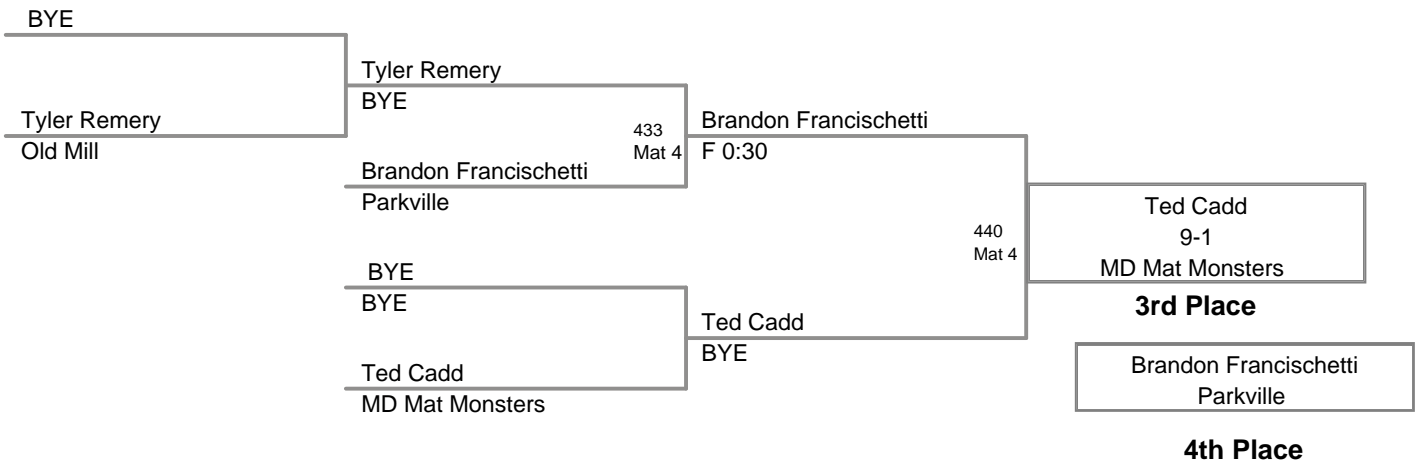 BYE
Tyler Remery
Old Mill
Tyler Remery
BYE
Brandon Francischetti
Parkville
BYE
BYE
Ted Cadd
MD Mat Monsters
433
Mat 4
Brandon Francischetti
F 0:30
Ted Cadd
BYE
440
Mat 4
Ted Cadd
9-1
MD Mat Monsters
3rd Place
Brandon Francischetti
Parkville
4th Place